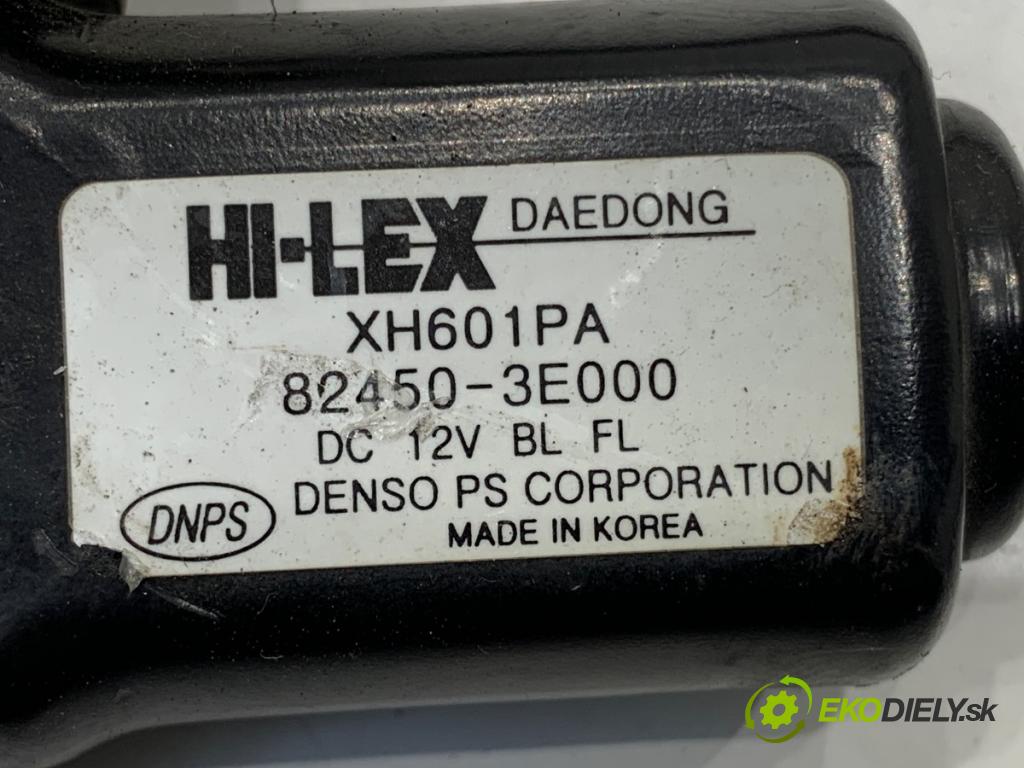 HI-LEX DAEDONG
XH601PA
82450-3E000
DC 12V BL FL
DNPS DENSO PS CORPORATION
MADE IN KOREA
EKODIELY.sk